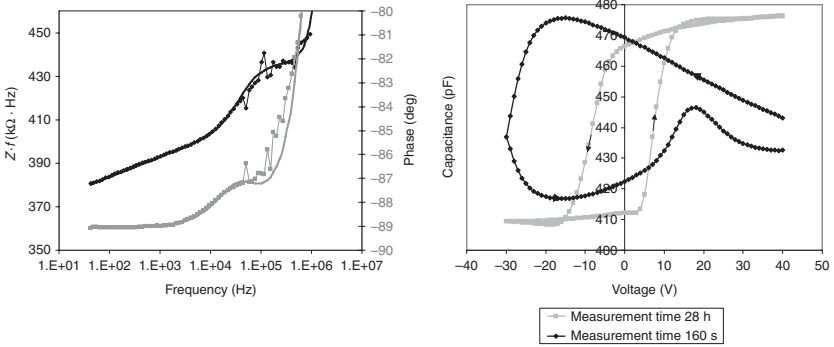 450
430
410
390
370
350
Z·f (kΩ · Hz)
−80
−81
−82
−83
−84
−85
−86
−87
−88
−89
−90
Phase (deg)
1.E+01 1.E+02 1.E+03 1.E+04 1.E+05 1.E+06 1.E+07
Frequency (Hz)
480
470
460
450
440
430
420
410
400
Capacitance (pF)
−40 −30 −20 −10 0 10 20 30 40 50
Voltage (V)
Measurement time 28 h
Measurement time 160 s